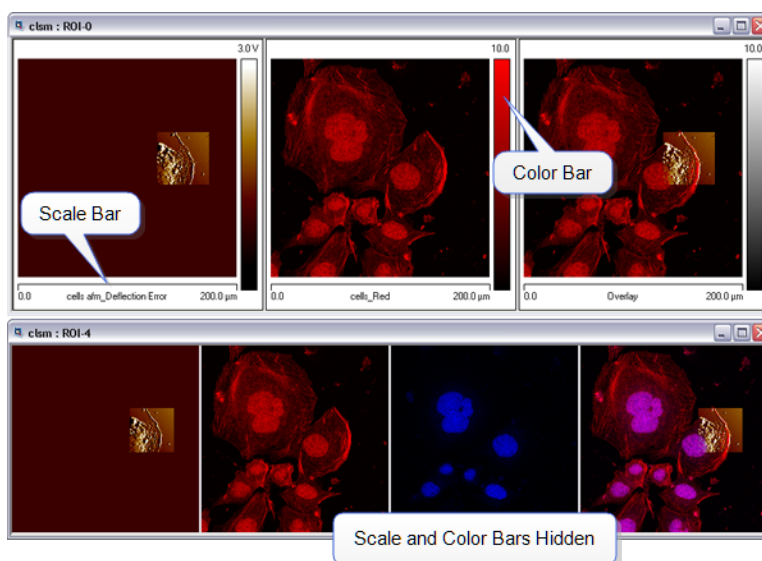 clsm : ROI-0
3.0 V
10.0
10.0
Color Bar
Scale Bar
0.0 cells afm_Deflection Error 200.0 µm
0.0 cells_Red 200.0 µm
0.0 Overlay 200.0 µm
clsm : ROI-4
Scale and Color Bars Hidden